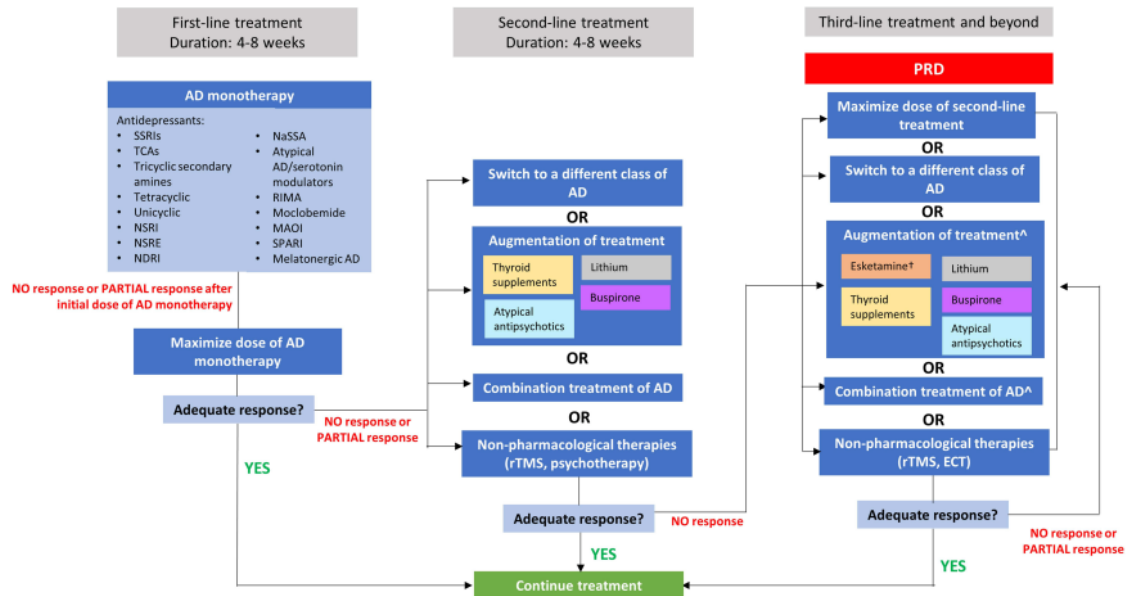 First-line treatment
Duration: 4-8 weeks
AD monotherapy
Antidepressants:
• SSRIs
• TCAs
• Tricyclic secondary
amines
• Tetracyclic
• Unicyclic
• NSRI
• NSRE
• NDRI
• NaSSA
• Atypical
AD/serotonin
modulators
• RIMA
• Moclobemide
• MAOI
• SPARI
• Melatonergic AD
NO response or PARTIAL response after
initial dose of AD monotherapy
Maximize dose of AD
monotherapy
Adequate response?
NO response or
PARTIAL response
YES
Second-line treatment
Duration: 4-8 weeks
Switch to a different class of
AD
OR
Augmentation of treatment
Thyroid
supplements
Lithium
Buspirone
Atypical
antipsychotics
OR
Combination treatment of AD
OR
Non-pharmacological therapies
(rTMS, psychotherapy)
Adequate response?
NO response
YES
Third-line treatment and beyond
PRD
Maximize dose of second-line
treatment
OR
Switch to a different class of
AD
OR
Augmentation of treatment^
Esketamine†
Lithium
Thyroid
supplements
Buspirone
Atypical
antipsychotics
OR
Combination treatment of AD^
OR
Non-pharmacological therapies
(rTMS, ECT)
Adequate response?
NO response or
PARTIAL response
YES
Continue treatment